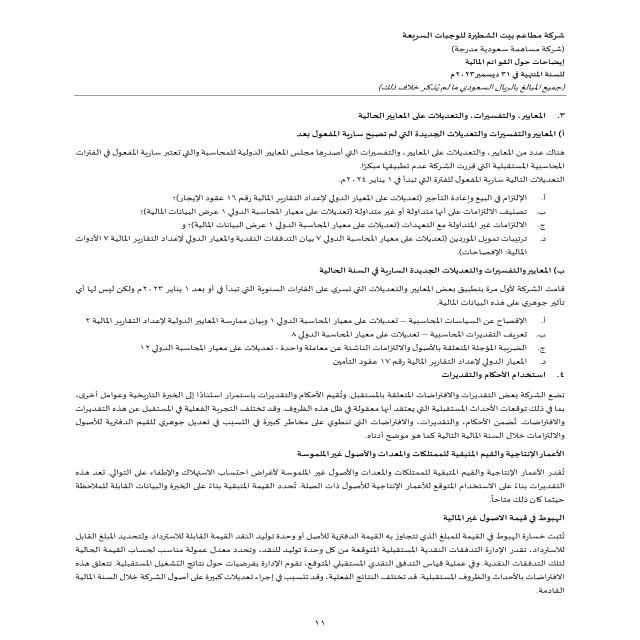 شركة مطاعم بيت الشطيرة للوجبات السريعة
(شركة مساهمة سعودية مدرجة)
إيضاحات حول القوائم المالية
للسنة المنتهية في ٣١ ديسمبر ٢٠٢٣م
(جميع المبالغ بالريال السعودي ما لم يُذكر خلاف ذلك)
٣. المعايير، والتفسيرات، والتعديلات على المعايير الحالية
أ) المعايير والتفسيرات والتعديلات الجديدة التي لم تصبح سارية المفعول بعد
هناك عدد من المعايير، والتعديلات على المعايير، والتفسيرات التي أصدرها مجلس المعايير الدولية للمحاسبة والتي تعتبر سارية المفعول في الفترات
المحاسبية المستقبلية التي قررت الشركة عدم تطبيقها مبكرًا.
التعديلات التالية سارية المفعول للفترة التي تبدأ في ١ يناير ٢٠٢٤م.
أ. الإلتزام في البيع وإعادة التأجير (تعديلات على المعيار الدولي لإعداد التقارير المالية رقم ١٦ عقود الإيجار)؛
ب. تصنيف الالتزامات على أنها متداولة أو غير متداولة (تعديلات على معيار المحاسبة الدولي ١ عرض البيانات المالية)؛
ج. الالتزامات غير المتداولة مع التعهدات (تعديلات على معيار المحاسبة الدولي ١ عرض البيانات المالية)؛ و
د. ترتيبات تمويل الموردين (تعديلات على معيار المحاسبة الدولي ٧ بيان التدفقات النقدية والمعيار الدولي لإعداد التقارير المالية ٧ الأدوات
المالية: الإفصاحات).
ب) المعايير والتفسيرات والتعديلات الجديدة السارية في السنة الحالية
قامت الشركة لأول مرة بتطبيق بعض المعايير والتعديلات التي تسري على الفترات السنوية التي تبدأ في أو بعد ١ يناير ٢٠٢٣م ولكن ليس لها أي
تأثير جوهري على هذه البيانات المالية.
أ. الإفصاح عن السياسات المحاسبية – تعديلات على معيار المحاسبة الدولي ١ وبيان ممارسة المعايير الدولية لإعداد التقارير المالية ٢
ب. تعريف التقديرات المحاسبية – تعديلات على معيار المحاسبة الدولي ٨
ج. الضريبة المؤجلة المتعلقة بالأصول والالتزامات الناشئة عن معاملة واحدة - تعديلات على معيار المحاسبة الدولي ١٢
د. المعيار الدولي لإعداد التقارير المالية رقم ١٧ عقود التأمين
٤. استخدام الأحكام والتقديرات
تضع الشركة بعض التقديرات والافتراضات المتعلقة بالمستقبل. وتُقيم الأحكام والتقديرات باستمرار استنادًا إلى الخبرة التاريخية وعوامل أخرى،
بما في ذلك توقعات الأحداث المستقبلية التي يعتقد أنها معقولة في ظل هذه الظروف. وقد تختلف التجربة الفعلية في المستقبل عن هذه التقديرات
والافتراضات. تُضمن الأحكام، والتقديرات، والافتراضات التي تنطوي على مخاطر كبيرة في التسبب في تعديل جوهري للقيم الدفترية للأصول
والالتزامات خلال السنة المالية التالية كما هو موضح أدناه.
الأعمار الإنتاجية والقيم المتبقية للممتلكات والمعدات والأصول غير الملموسة
تُقدر الأعمار الإنتاجية والقيم المتبقية للممتلكات والمعدات والأصول غير الملموسة لأغراض احتساب الاستهلاك والإطفاء على التوالي. تعد هذه
التقديرات بناءً على الاستخدام المتوقع للأعمار الإنتاجية للأصول ذات الصلة. تُحدد القيمة المتبقية بناءً على الخبرة والبيانات القابلة للملاحظة
حيثما كان ذلك متاحاً.
الهبوط في قيمة الاصول غير المالية
تُثبت خسارة الهبوط في القيمة للمبلغ الذي تتجاوز به القيمة الدفترية للأصل أو وحدة توليد النقد القيمة القابلة للاسترداد. ولتحديد المبلغ القابل
للاسترداد، تقدر الإدارة التدفقات النقدية المستقبلية المتوقعة من كل وحدة توليد للنقد، وتحدد معدل عمولة مناسب لحساب القيمة الحالية
لتلك التدفقات النقدية. وفي عملية قياس التدفق النقدي المستقبلي المتوقع، تقوم الإدارة بفرضيات حول نتائج التشغيل المستقبلية. تتعلق هذه
الافتراضات بالأحداث والظروف المستقبلية. قد تختلف النتائج الفعلية، وقد تتسبب في إجراء تعديلات كبيرة على أصول الشركة خلال السنة المالية
القادمة.
١١